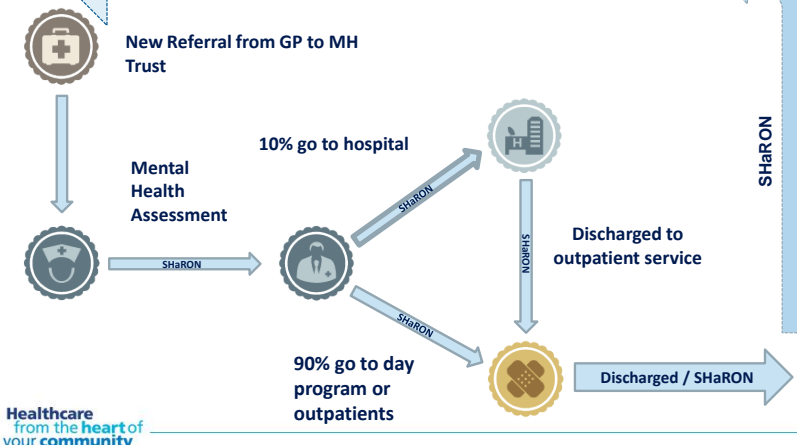 New Referral from GP to MH
Trust
10% go to hospital
Mental
Health
Assessment
SHaRON
SHaRON
SHaRON
SHaRON
Discharged to
outpatient service
SHaRON
90% go to day
program or
outpatients
Discharged / SHaRON
H
Healthcare
from the heart of
your community